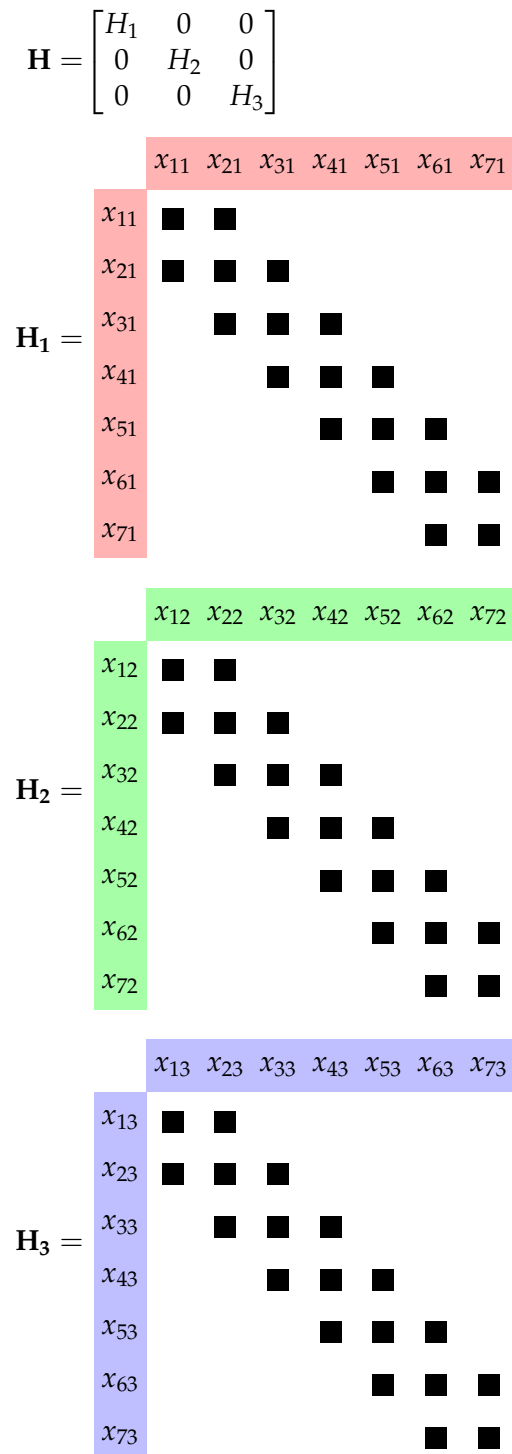 H = [H₁ 0 0
0 H₂ 0
0 0 H₃]
x₁₁ x₂₁ x₃₁ x₄₁ x₅₁ x₆₁ x₇₁
x₁₁ ■ ■
x₂₁ ■ ■ ■
x₃₁ ■ ■ ■
H₁ =
x₄₁ ■ ■ ■
x₅₁ ■ ■ ■
x₆₁ ■ ■ ■
x₇₁ ■ ■
x₁₂ x₂₂ x₃₂ x₄₂ x₅₂ x₆₂ x₇₂
x₁₂ ■ ■
x₂₂ ■ ■ ■
x₃₂ ■ ■ ■
H₂ =
x₄₂ ■ ■ ■
x₅₂ ■ ■ ■
x₆₂ ■ ■ ■
x₇₂ ■ ■
x₁₃ x₂₃ x₃₃ x₄₃ x₅₃ x₆₃ x₇₃
x₁₃ ■ ■
x₂₃ ■ ■ ■
x₃₃ ■ ■ ■
H₃ =
x₄₃ ■ ■ ■
x₅₃ ■ ■ ■
x₆₃ ■ ■ ■
x₇₃ ■ ■